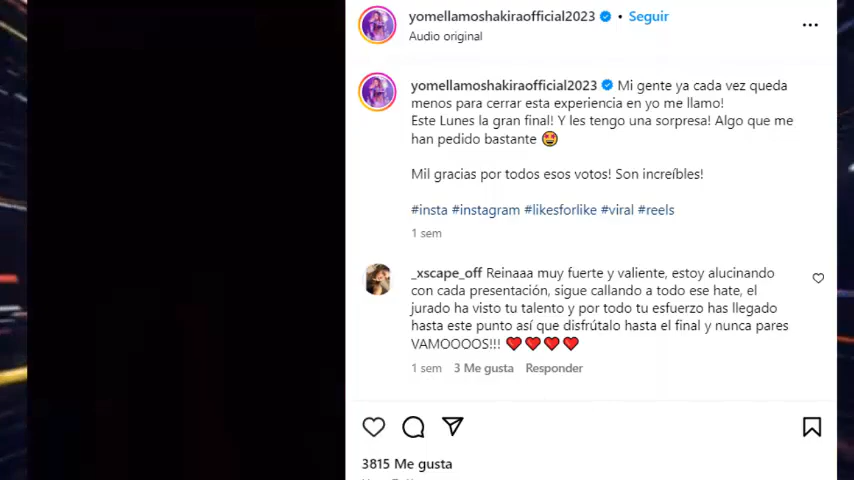 yomellamoshakiraofficial2023 • Seguir
Audio original
yomellamoshakiraofficial2023 Mi gente ya cada vez queda
menos para cerrar esta experiencia en yo me llamo!
Este Lunes la gran final! Y les tengo una sorpresa! Algo que me
han pedido bastante 🤩
Mil gracias por todos esos votos! Son increíbles!
#insta #instagram #likesforlike #viral #reels
1 sem
_xscape_off Reinaaa muy fuerte y valiente, estoy alucinando
con cada presentación, sigue callando a todo ese hate, el
jurado ha visto tu talento y por todo tu esfuerzo has llegado
hasta este punto así que disfrútalo hasta el final y nunca pares
VAMOOOOS!!! ❤️❤️❤️❤️
1 sem 3 Me gusta Responder
3815 Me gusta